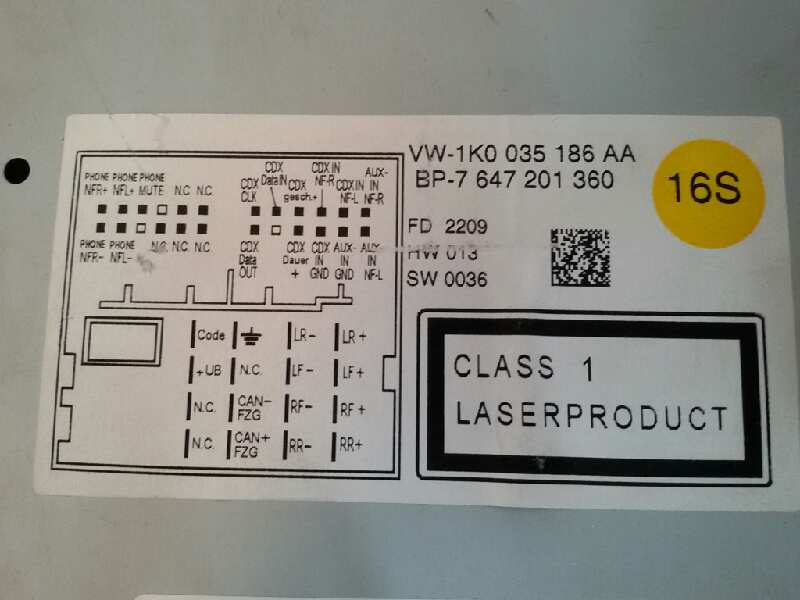 VW-1K0 035 186 AA
BP-7 647 201 360
16S
FD 2209
HW 013
SW 0036
PHONE PHONE PHONE
NFR+ NFL+ MUTE N.C. N.C.
PHONE PHONE N.C. N.C. N.C.
NFR- NFL-
CDX CLK
CDX Data IN
CDX gesch.+
CDX IN NF-R
CDX IN NF-L
AUX- IN NF-R
CDX Data OUT
CDX Dauer +
CDX IN GND
AUX- IN GND
AUX- IN NF-L
Code LR- LR+
+UB N.C. LF- LF+
N.C. CAN- FZG RF- RF+
N.C. CAN+ FZG RR- RR+
CLASS 1
LASERPRODUCT